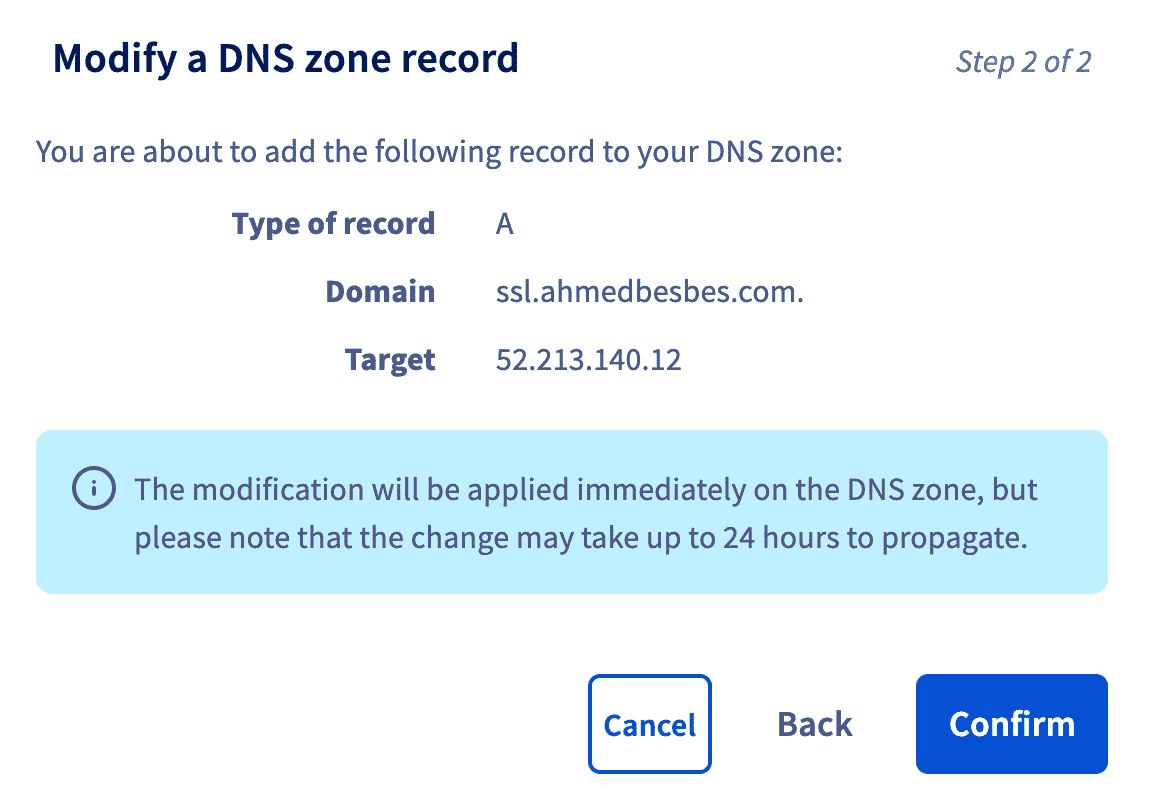 Modify a DNS zone record
Step 2 of 2
You are about to add the following record to your DNS zone:
Type of record A
Domain ssl.ahmedbesbes.com.
Target 52.213.140.12
The modification will be applied immediately on the DNS zone, but
please note that the change may take up to 24 hours to propagate.
Cancel Back Confirm